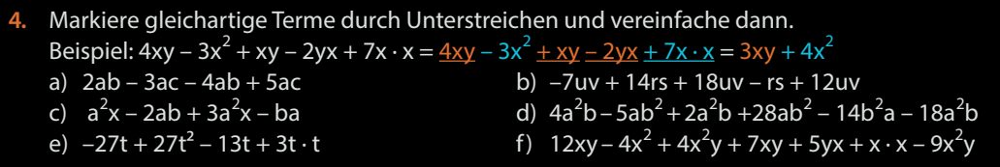 4. Markiere gleichartige Terme durch Unterstreichen und vereinfache dann.
Beispiel: 4xy – 3x² + xy – 2yx + 7x · x = 4xy – 3x² + xy – 2yx + 7x · x = 3xy + 4x²
a) 2ab – 3ac – 4ab + 5ac b) –7uv + 14rs + 18uv – rs + 12uv
c) a²x – 2ab + 3a²x – ba d) 4a²b – 5ab² + 2a²b +28ab² – 14b²a – 18a²b
e) –27t + 27t² – 13t + 3t · t f) 12xy – 4x² + 4x²y + 7xy + 5yx + x · x – 9x²y